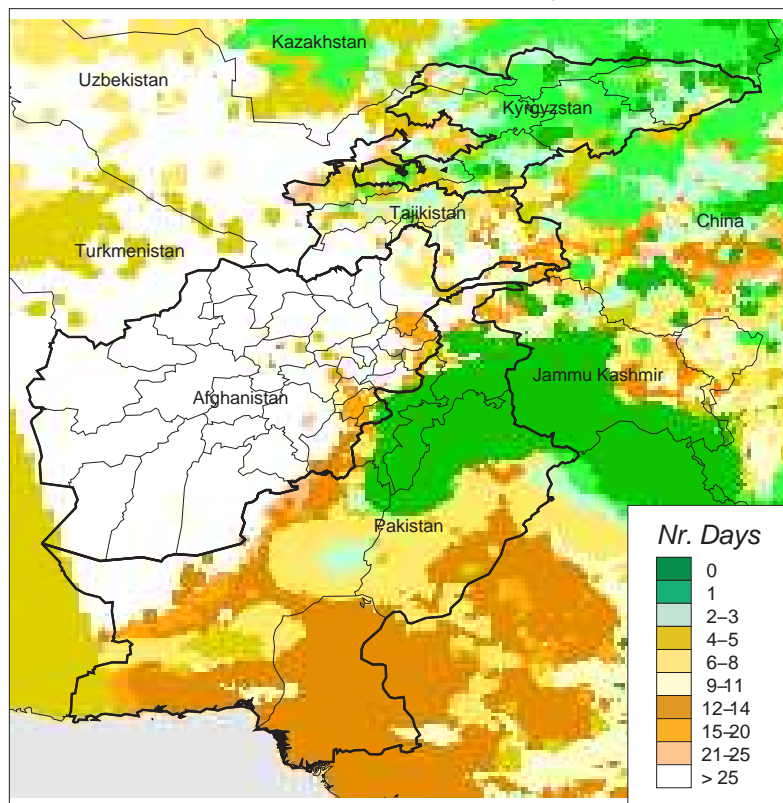 Kazakhstan
Uzbekistan
Kyrgyzstan
Tajikistan
China
Turkmenistan
Jammu Kashmir
Afghanistan
Pakistan
Nr. Days
0
1
2–3
4–5
6–8
9–11
12–14
15–20
21–25
> 25